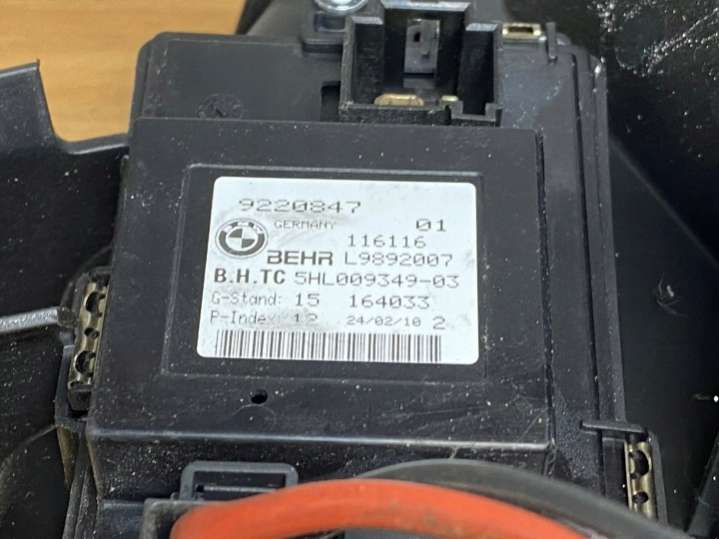 9220847
GERMANY 01
116116
BEHR L9892007
B.H.TC 5HL009349-03
G-Stand: 15 164033
P-Index 12 24/02/10 2